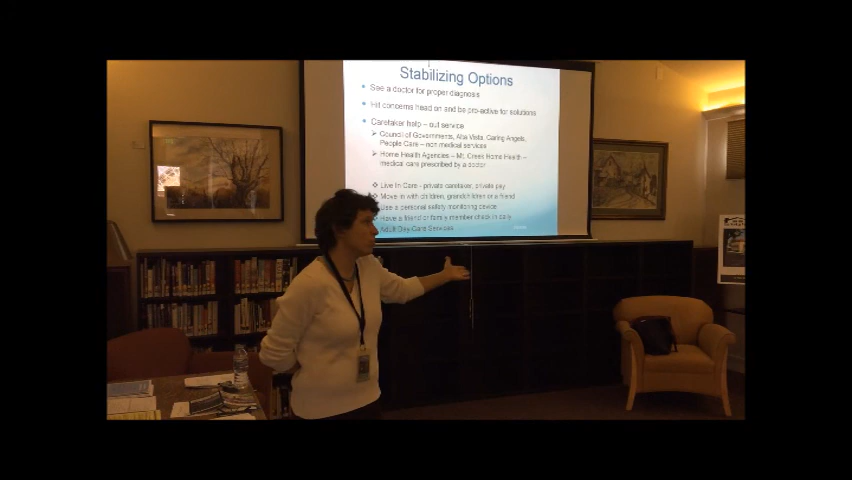 Stabilizing Options
See a doctor for proper diagnosis
Hit concerns head on and be pro-active for solutions
Caretaker help – out service
Council of Governments, Alta Vista, Caring Angels,
People Care – non medical services
Home Health Agencies – Mt. Creek Home Health –
medical care prescribed by a doctor
Live In Care - private caretaker, private pay
Move in with children, grandchildren or a friend
Use a personal safety monitoring device
Have a friend or family member check in daily
Adult Day Care Services